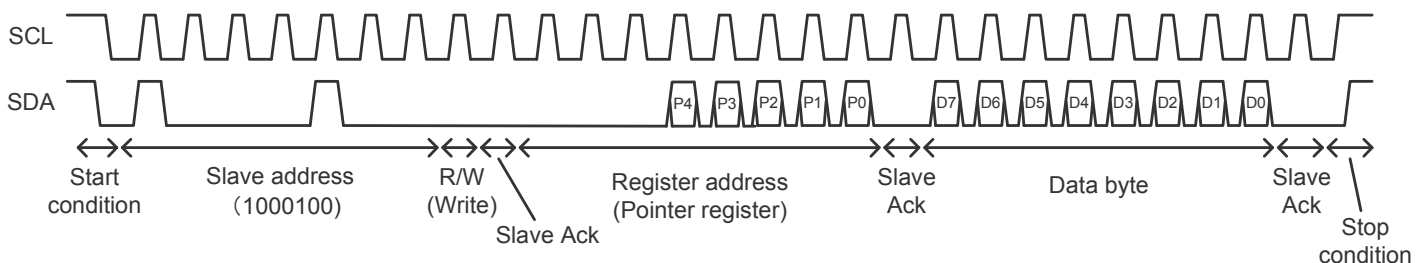 SCL
SDA
P4 P3 P2 P1 P0 D7 D6 D5 D4 D3 D2 D1 D0
Start
condition
Slave address
（1000100)
R/W
(Write)
Slave Ack
Register address
(Pointer register)
Slave
Ack
Data byte
Slave
Ack
Stop
condition